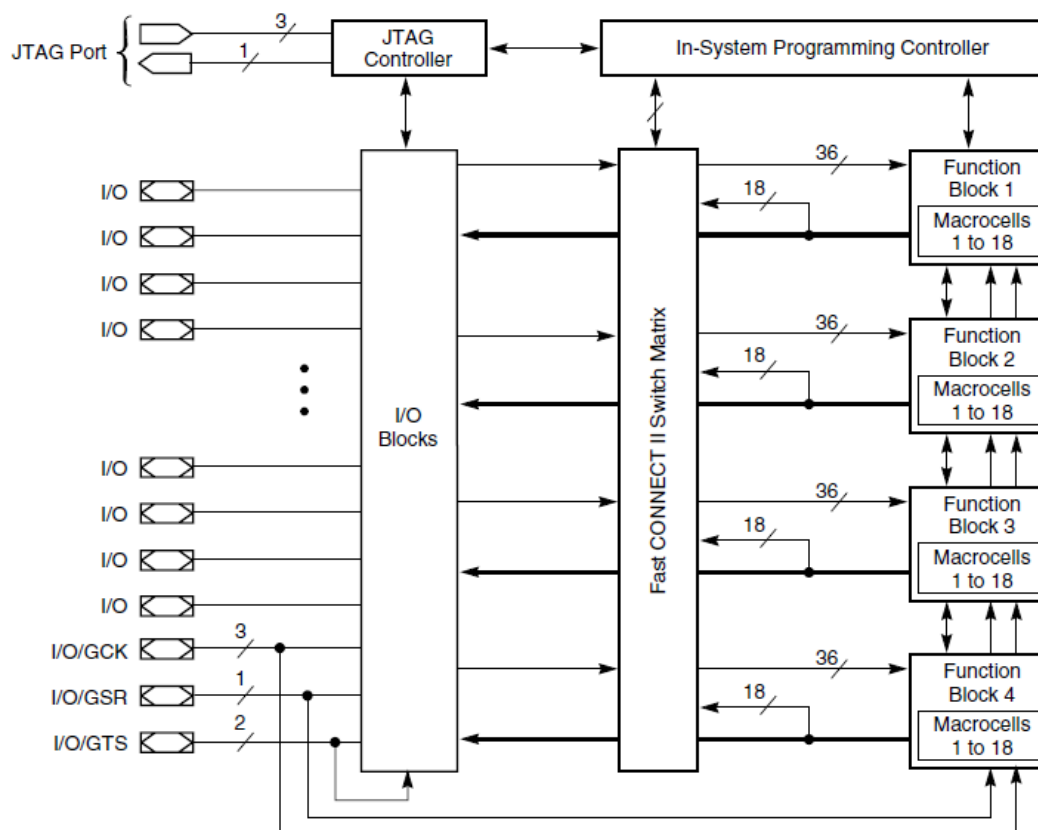 3
JTAG Port
1
JTAG
Controller
In-System Programming Controller
I/O
I/O
I/O
I/O
I/O
Blocks
I/O
I/O
I/O
I/O
I/O/GCK
3
I/O/GSR
1
I/O/GTS
2
Fast CONNECT II Switch Matrix
36
18
Function
Block 1
Macrocells
1 to 18
36
18
Function
Block 2
Macrocells
1 to 18
36
18
Function
Block 3
Macrocells
1 to 18
36
18
Function
Block 4
Macrocells
1 to 18